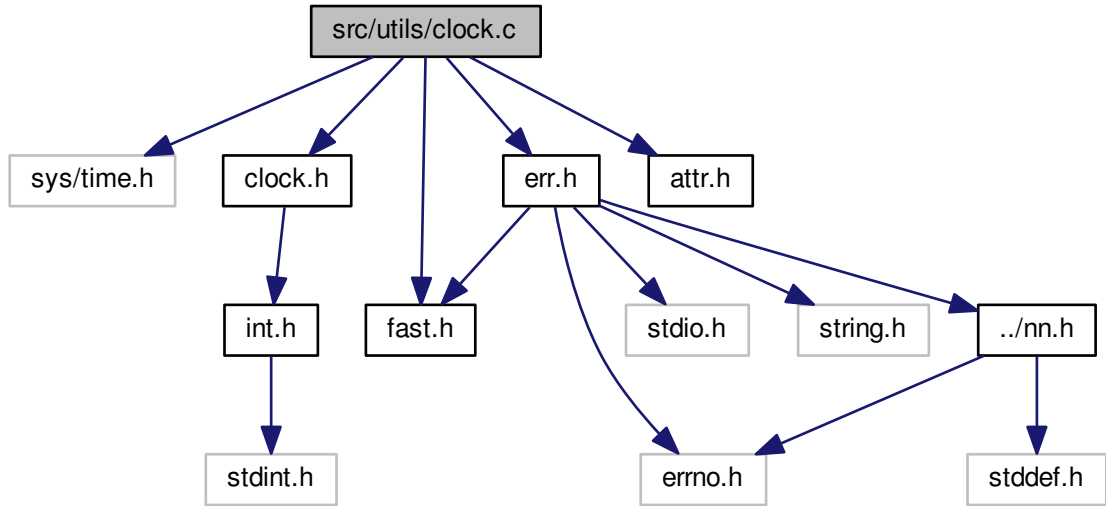 src/utils/clock.c
sys/time.h
clock.h
err.h
attr.h
int.h
fast.h
stdio.h
string.h
../nn.h
stdint.h
errno.h
stddef.h